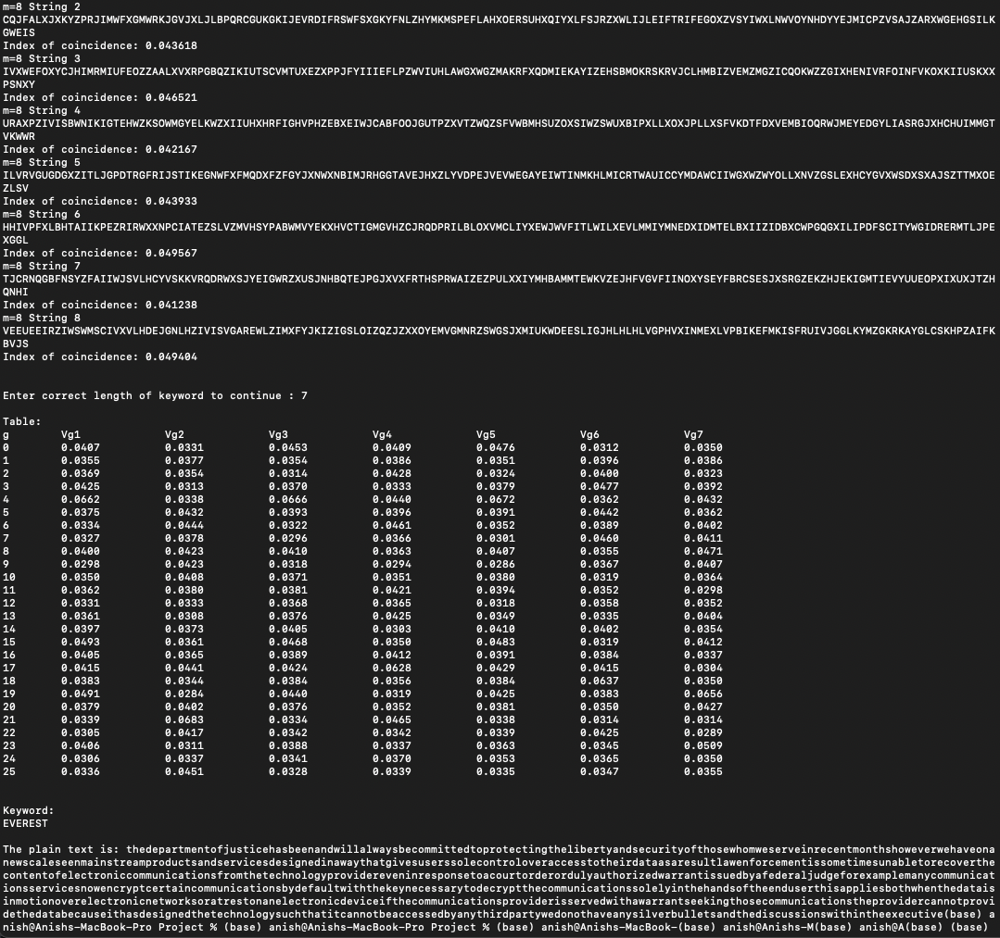 m=8 String 2
CQJFALXJXKYZPRJIMWFXGMWRKJGVJXLJLBPQRCGUKGKIJEVRDIFRSWFSXGKYFNLZHYMKMSPEFLAHXOERSUHXQIYXLFSJRZXWLIJLEIFTRIFEGOXZVSYIWXLNWVOYNHDYYEJMICPZVSAJZARXWGEHGSILK
GWEIS
Index of coincidence: 0.043618
m=8 String 3
IVXWEFOXYCJHIMRMIUFEOZZAALXVXRPGBQZIKIUTSCVMTUXEZXPPJFYIIIEFLPZWVIUHLAWGXWGZMAKRFXQDMIEKAYIZEHSBMOKRSKRVJCLHMBIZVEMZMGZICQOKWZZGIXHENIVRFOINFVKOXKIIUSKXX
PSNXY
Index of coincidence: 0.046521
m=8 String 4
URAXPZIVISBWNIKIGTEHWZKSOWMGYELKWZXIIUHXHRFIGHVPHZEBXEIWJCABFOOJGUTPZXVTZWQZSFVWBMHSUZOXSIWZSWUXBIPXLLXOXJPLLXSFVKDTFDXVEMBIOQRWJMEYEDGYLIASRGJXHCHUIMMGT
VKWWR
Index of coincidence: 0.042167
m=8 String 5
ILVRVGUGDGXZITLJGPDTRGFRIJSTIKEGNWFXFMQDXFZFGYJXNWXNBIMJRHGGTAVEJHXZLYVDPEJVEVWEGAYEIWTINMKHLMICRTWAUICCYMDAWCIIWGXWZWYOLLXNVZGSLEXHCYGVXWSDXSXAJSZTTMXOE
ZLSV
Index of coincidence: 0.043933
m=8 String 6
HHIVPFXLBHTAIIKPEZRIRWXXNPCIATEZSLVZMVHSYPABWMVYEKXHVCTIGMGVHZCJRQDPRILBLOXVMCLIYXEWJWVFITLWILXEVLMMIYMNEDXIDMTELBXIIZIDBXCWPGQGXILIPDFSCITYWGIDRERMTLJPE
XGGL
Index of coincidence: 0.049567
m=8 String 7
TJCRNQGBFNSYZFAIIWJSVLHCYVSKKVRQDRWXSJYEIGWRZXUSJNHBQTEJPGJXVXFRTHSPRWAIZEZPULXXIYMHBAMMTEWKVZEJHFVGVFIINOXYSEYFBRCSESJXSRGZEKZHJEKIGMTIEVYUUEOPXIXUXJTZH
QNHI
Index of coincidence: 0.041238
m=8 String 8
VEEUEEIRZIWSWMSCIVXVLHDEJGNLHZIVISVGAREWLZIMXFYJKIZIGSLOIZQZJZXXOYEMVGMNRZSWGSJXMIUKWDEESLIGJHLHLHLVGPHVXINMEXLVPBIKEFMKISFRUIVJGGLKYMZGKRKAYGLCSKHPZAIFK
BVJS
Index of coincidence: 0.049404
Enter correct length of keyword to continue : 7
Table:
g Vg1 Vg2 Vg3 Vg4 Vg5 Vg6 Vg7
0 0.0407 0.0331 0.0453 0.0409 0.0476 0.0312 0.0350
1 0.0355 0.0377 0.0354 0.0386 0.0351 0.0396 0.0386
2 0.0369 0.0354 0.0314 0.0428 0.0324 0.0400 0.0323
3 0.0425 0.0313 0.0370 0.0333 0.0379 0.0477 0.0392
4 0.0662 0.0338 0.0666 0.0440 0.0672 0.0362 0.0432
5 0.0375 0.0432 0.0393 0.0396 0.0391 0.0442 0.0362
6 0.0334 0.0444 0.0322 0.0461 0.0352 0.0389 0.0402
7 0.0327 0.0378 0.0296 0.0366 0.0301 0.0460 0.0411
8 0.0400 0.0423 0.0410 0.0363 0.0407 0.0355 0.0471
9 0.0298 0.0423 0.0318 0.0294 0.0286 0.0367 0.0407
10 0.0350 0.0408 0.0371 0.0351 0.0380 0.0319 0.0364
11 0.0362 0.0380 0.0381 0.0421 0.0394 0.0352 0.0298
12 0.0331 0.0333 0.0368 0.0365 0.0318 0.0358 0.0352
13 0.0361 0.0308 0.0376 0.0425 0.0349 0.0335 0.0404
14 0.0397 0.0373 0.0405 0.0303 0.0410 0.0402 0.0354
15 0.0493 0.0361 0.0468 0.0350 0.0483 0.0319 0.0412
16 0.0405 0.0365 0.0389 0.0412 0.0391 0.0384 0.0337
17 0.0415 0.0441 0.0424 0.0628 0.0429 0.0415 0.0304
18 0.0383 0.0344 0.0384 0.0356 0.0384 0.0637 0.0350
19 0.0491 0.0284 0.0440 0.0319 0.0425 0.0383 0.0656
20 0.0379 0.0402 0.0376 0.0352 0.0381 0.0350 0.0427
21 0.0339 0.0683 0.0334 0.0465 0.0338 0.0314 0.0314
22 0.0305 0.0417 0.0342 0.0342 0.0339 0.0425 0.0289
23 0.0406 0.0311 0.0388 0.0337 0.0363 0.0345 0.0509
24 0.0306 0.0337 0.0341 0.0370 0.0353 0.0365 0.0350
25 0.0336 0.0451 0.0328 0.0339 0.0335 0.0347 0.0355
Keyword:
EVEREST
The plain text is: thedepartmentofjusticehasbeenandwillalwaysbecommittedtoprotectingthelibertyandsecurityofthosewhomweserveinrecentmonthshoweverwehaveona
newscaleseenmainstreamproductsandservicesdesignedinawaythatgivesuserssolecontroloveraccesstotheirdataasaresultlawenforcementissometimesunabletorecoverthe
contentofelectroniccommunicationsfromthetechnologyprovidereveninresponsetoacourtorderordulyauthorizedwarrantissuedbyafederaljudgeforexamplemanycommunicat
ionsservicesnowencryptcertaincommunicationsbydefaultwiththekeynecessarytodecryptthecommunicationssolelyinthehandsoftheenduserthisappliesbothwhenthedatais
inmotionoverelectronicnetworksoratrestonanelectronicdeviceifthecommunicationsproviderisservedwithawarrantseekingthosecommunicationstheprovidercannotprovi
dethedatabecauseithasdesignedthetechnologysuchthatitcannotbeaccessedbyanythirdpartywedonothaveanysilverbulletsandthediscussionswithintheexecutive(base) a
nish@Anishs-MacBook-Pro Project % (base) anish@Anishs-MacBook-Pro Project % (base) anish@Anishs-MacBook-(base) anish@Anishs-M(base) anish@A(base) (base)